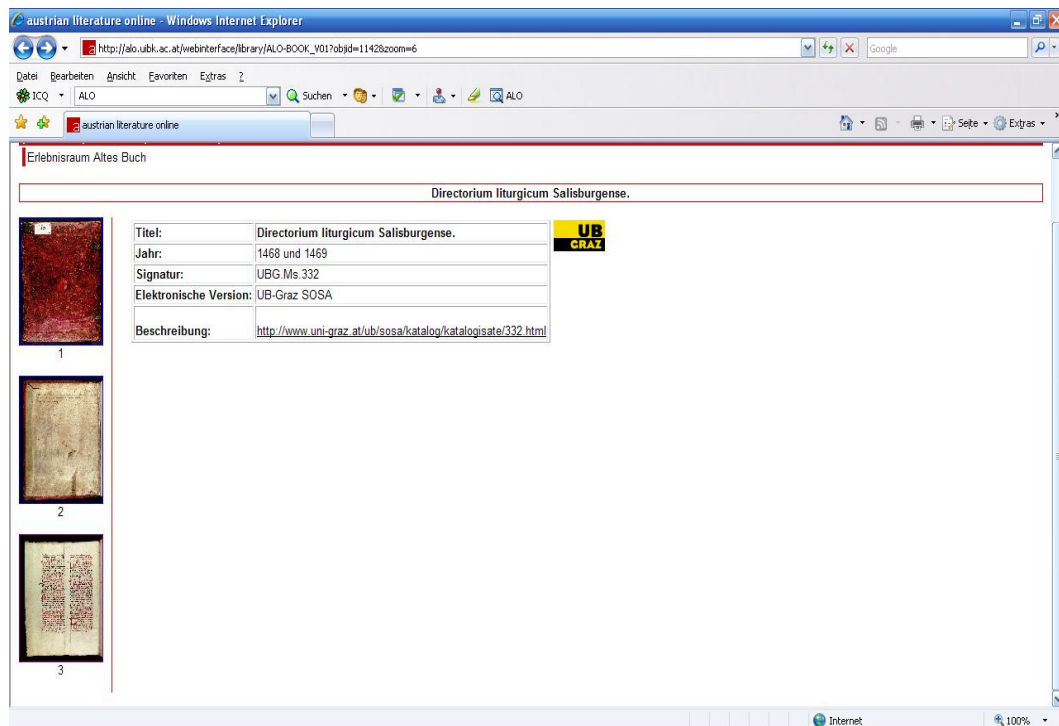 austrian literature online - Windows Internet Explorer
http://alo.uibk.ac.at/webinterface/library/ALO-BOOK_V01?objid=1142&zoom=6
Google
Datei Bearbeiten Ansicht Favoriten Extras ?
ICQ ALO Suchen ALO
austrian literature online Seite Extras
Erlebnisraum Altes Buch
Directorium liturgicum Salisburgense.
Titel: Directorium liturgicum Salisburgense.
UB
GRAZ
Jahr: 1468 und 1469
Signatur: UBG.Ms.332
Elektronische Version: UB-Graz SOSA
Beschreibung: http://www.uni-graz.at/ub/sosa/katalog/katalogisate/332.html
1
2
3
Internet 100%